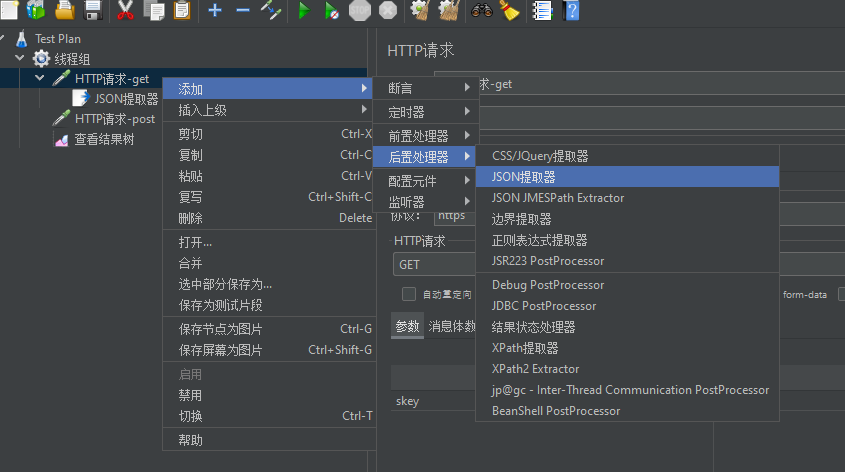 Test Plan
线程组
HTTP请求-get
JSON提取器
HTTP请求-post
查看结果树
添加
插入上级
剪切 Ctrl-X
复制 Ctrl-C
粘贴 Ctrl-V
复写 Ctrl+Shift-C
删除 Delete
打开...
合并
选中部分保存为...
保存为测试片段
保存节点为图片 Ctrl-G
保存屏幕为图片 Ctrl+Shift-G
启用
禁用
切换 Ctrl-T
帮助
断言
定时器
前置处理器
后置处理器
配置元件
监听器
CSS/JQuery提取器
JSON提取器
JSON JMESPath Extractor
边界提取器
正则表达式提取器
JSR223 PostProcessor
Debug PostProcessor
JDBC PostProcessor
结果状态处理器
XPath提取器
XPath2 Extractor
jp@gc - Inter-Thread Communication PostProcessor
BeanShell PostProcessor
HTTP请求
求-get
协议: https
HTTP请求
GET
自动重定向
form-data
参数 消息体数
skey